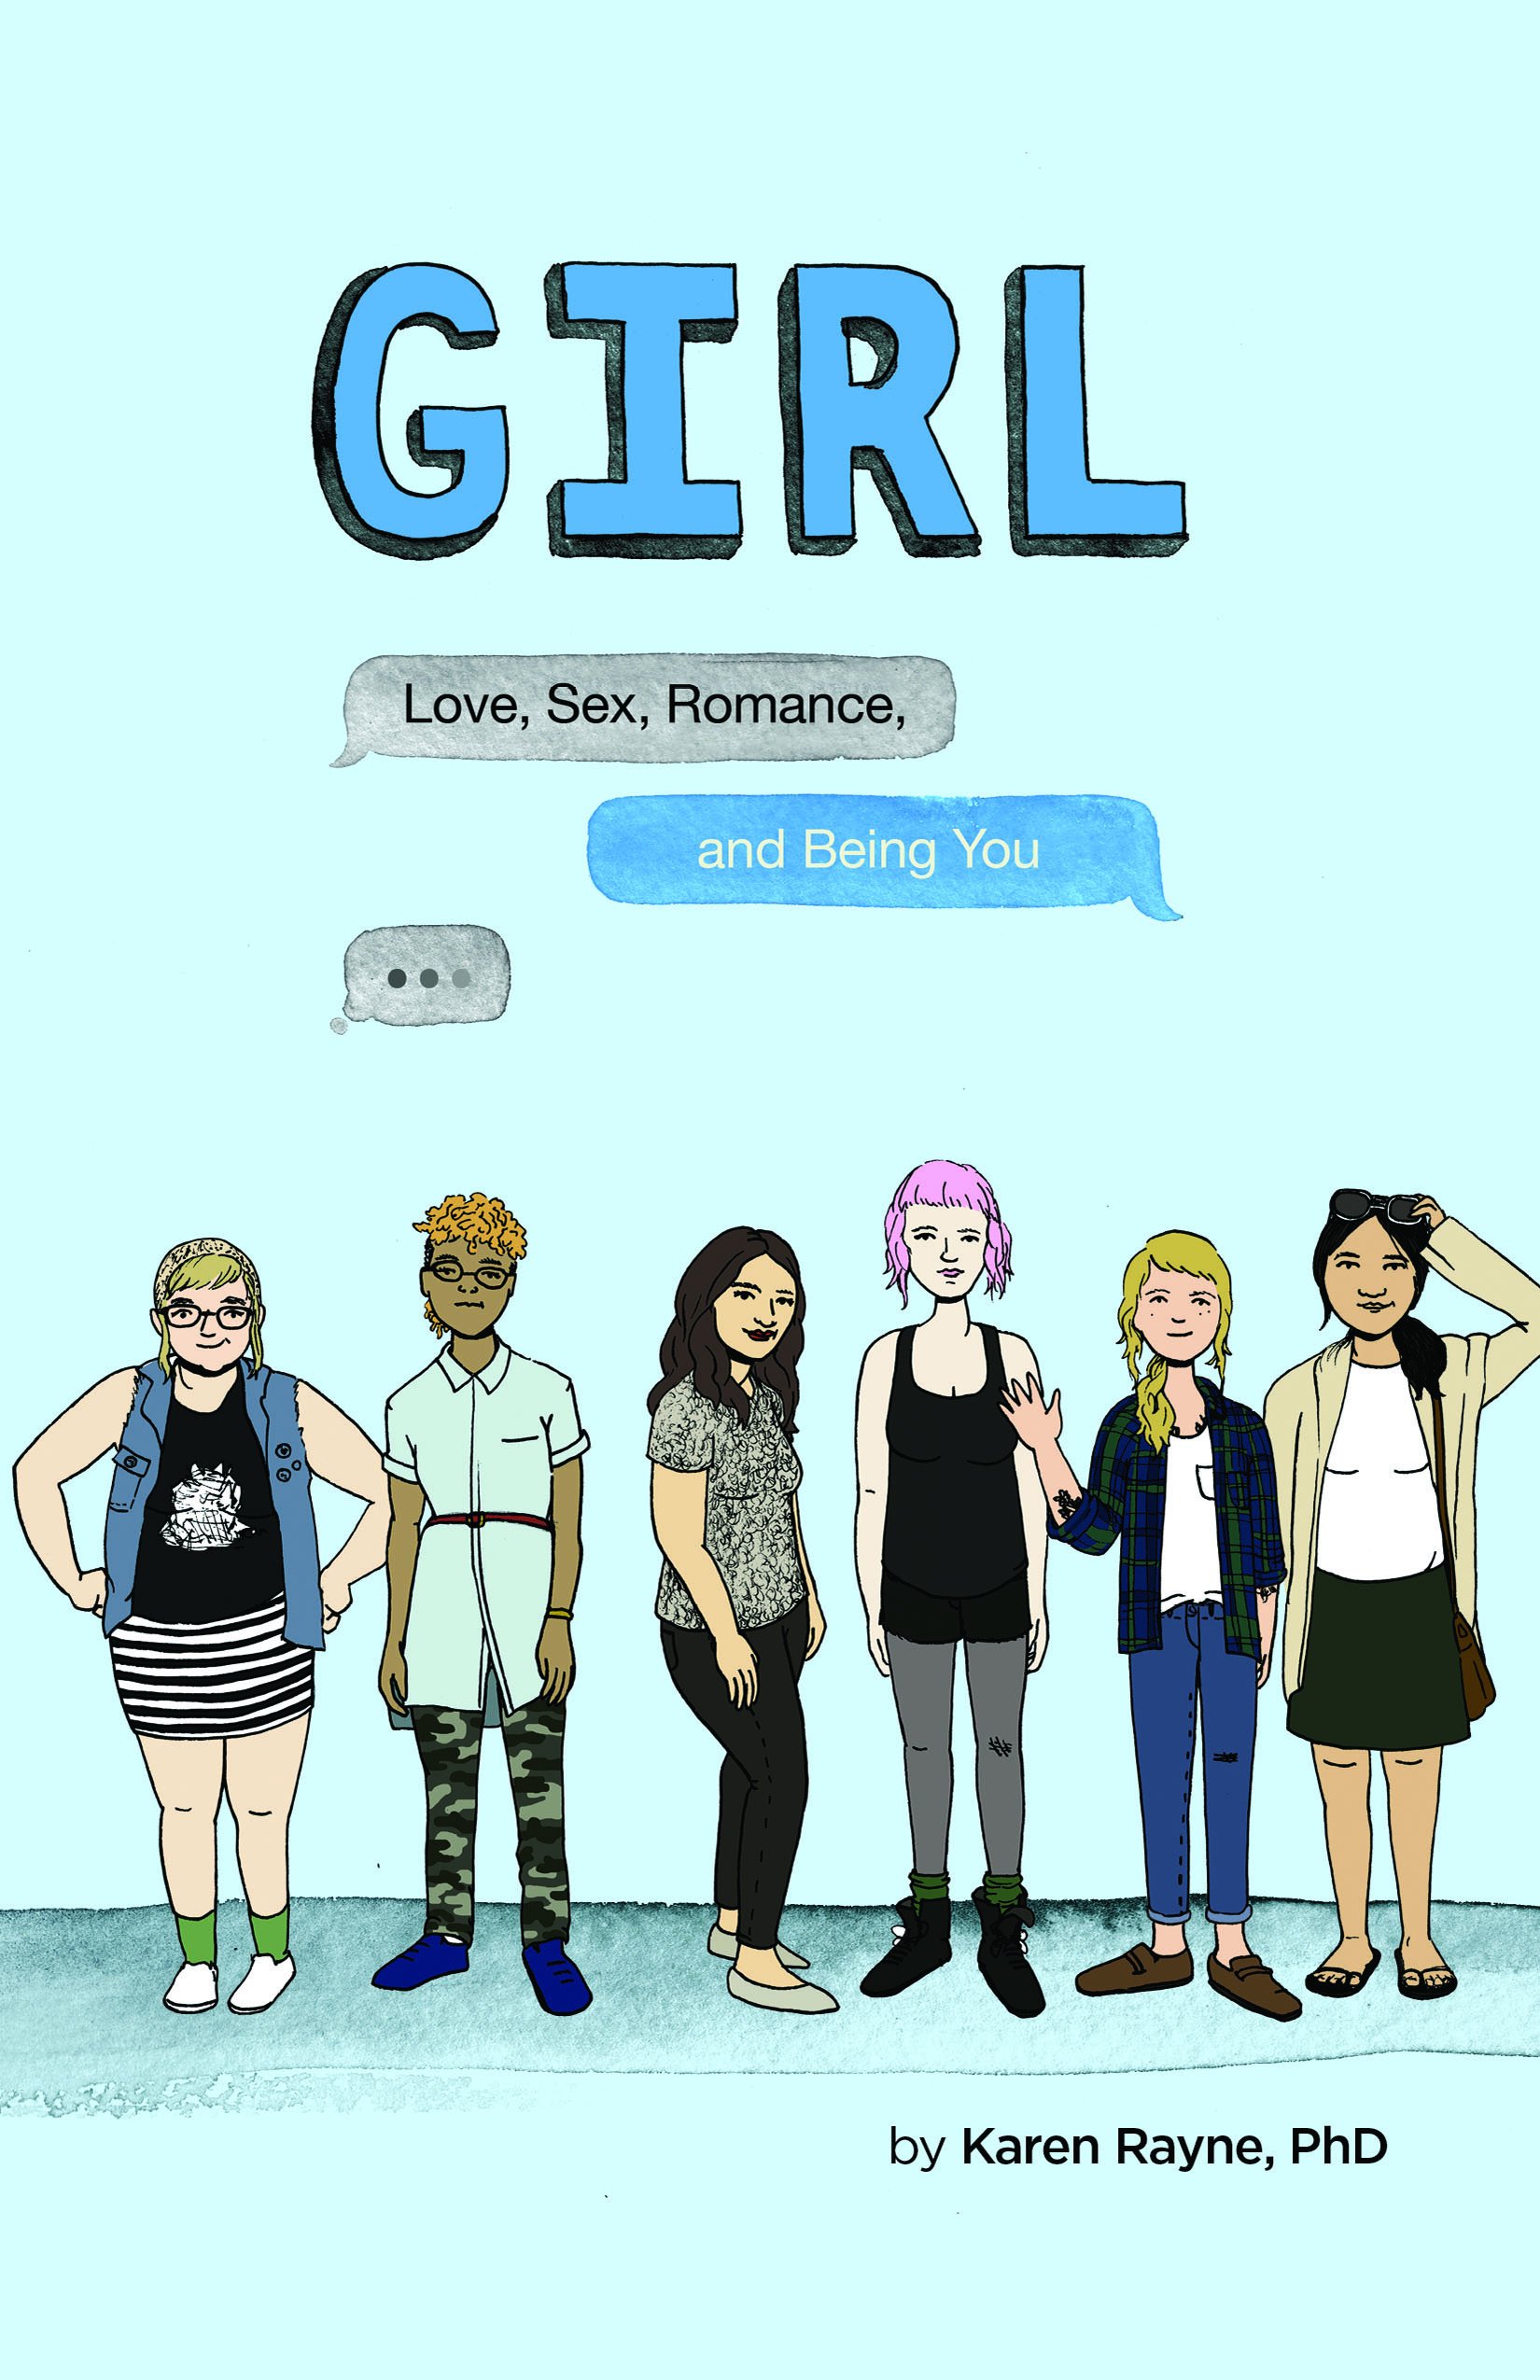 GIRL
Love, Sex, Romance,
and Being You
by Karen Rayne, PhD